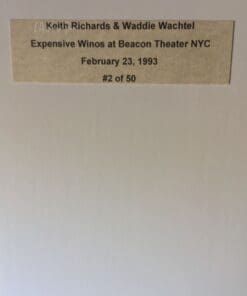 Keith Richards & Waddie Wachtel
Expensive Winos at Beacon Theater NYC
February 23, 1993
#2 of 50